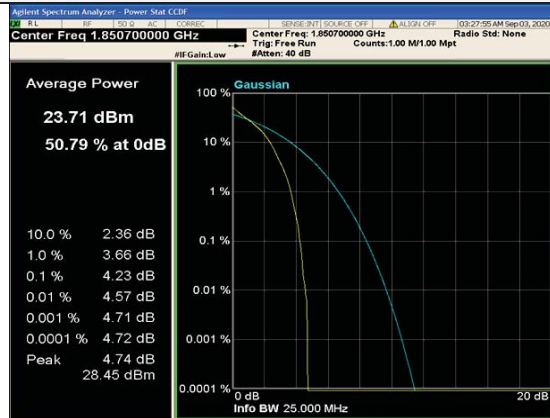 Agilent Spectrum Analyzer - Power Stat CCDF
RL RF 50 Ω AC CORREC SENSE:INT SOURCE OFF ALIGN OFF 03:27:55 AM Sep 03, 2020
Center Freq 1.850700000 GHz
Center Freq: 1.850700000 GHz Radio Std: None
Trig: Free Run Counts:1.00 M/1.00 Mpt
#IFGain:Low #Atten: 40 dB
Average Power
23.71 dBm
50.79 % at 0dB
10.0 % 2.36 dB
1.0 % 3.66 dB
0.1 % 4.23 dB
0.01 % 4.57 dB
0.001 % 4.71 dB
0.0001 % 4.72 dB
Peak 4.74 dB
28.45 dBm
Gaussian
100 %
10 %
1 %
0.1 %
0.01 %
0.001 %
0.0001 %
0 dB 20 dB
Info BW 25.000 MHz